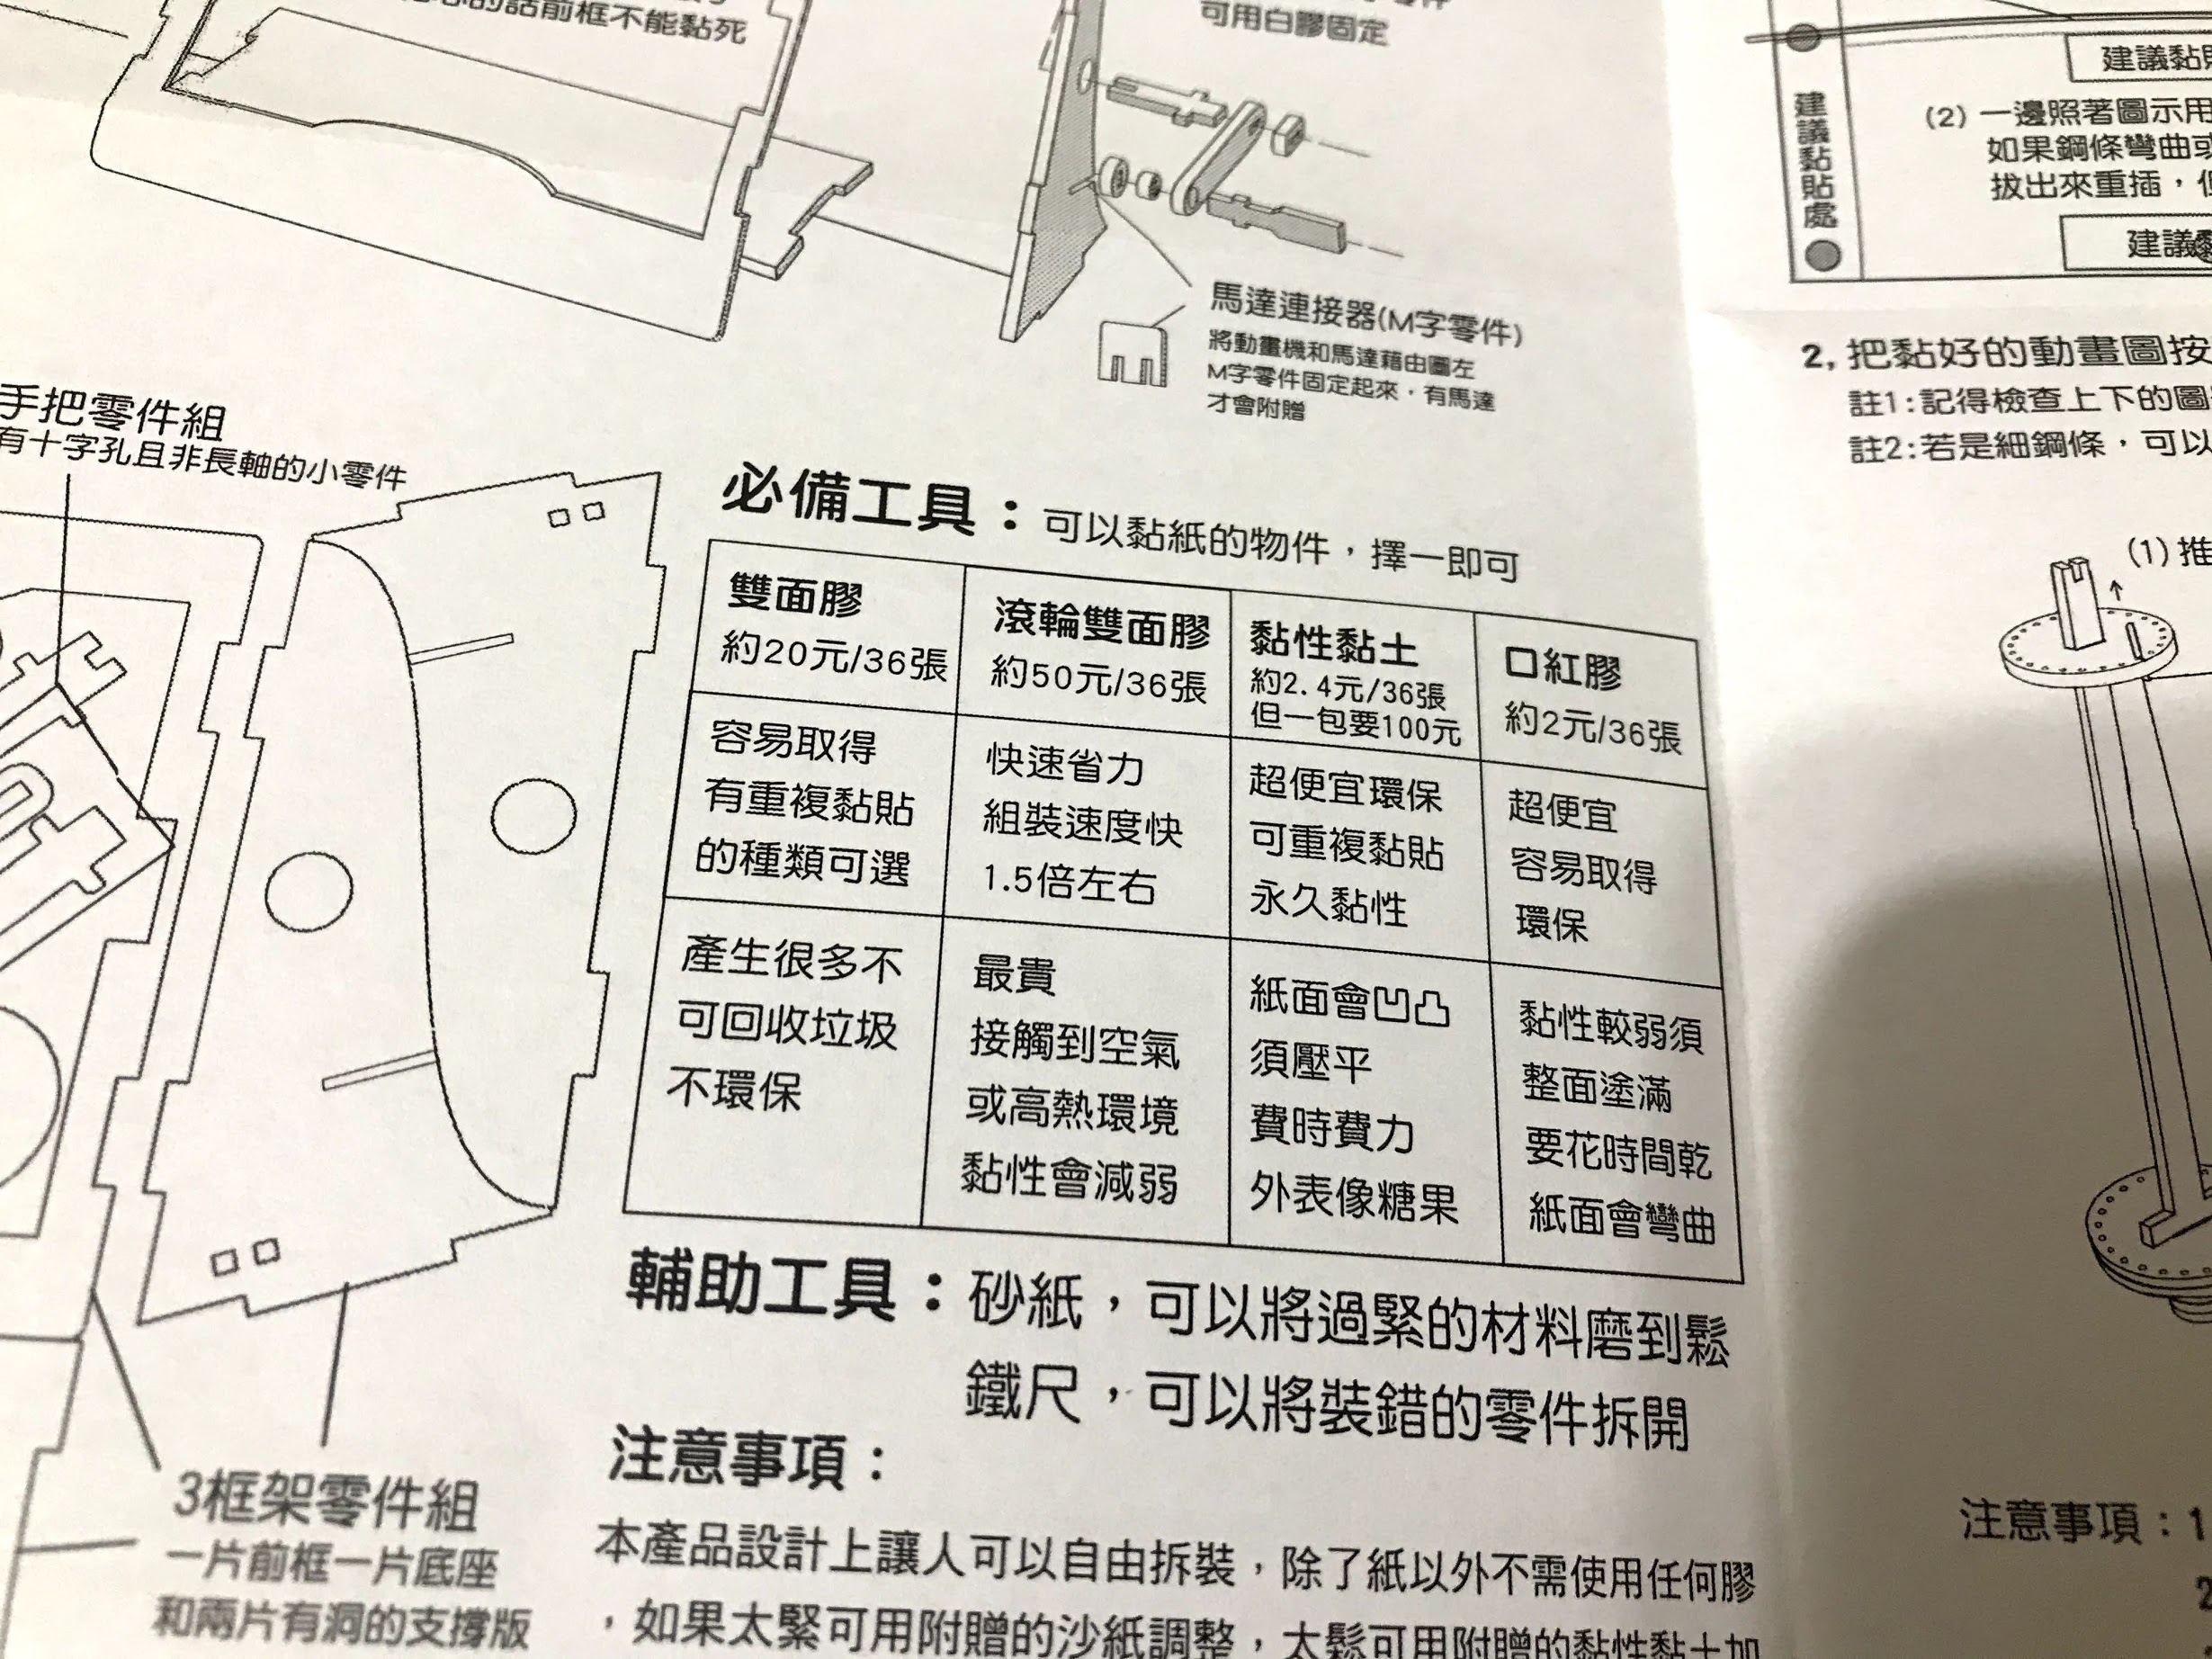 的話前框不能黏死
可用白膠固定
馬達連接器(M字零件)
將動畫機和馬達藉由圖左
M字零件固定起來，有馬達
才會附贈
手把零件組
有十字孔且非長軸的小零件
必備工具：可以黏紙的物件，擇一即可
雙面膠
約20元/36張
滾輪雙面膠
約50元/36張
黏性黏土
約2.4元/36張
但一包要100元
口紅膠
約2元/36張
容易取得
有重複黏貼
的種類可選
快速省力
組裝速度快
1.5倍左右
超便宜環保
可重複黏貼
永久黏性
超便宜
容易取得
環保
產生很多不
可回收垃圾
不環保
最貴
接觸到空氣
或高熱環境
黏性會減弱
紙面會凹凸
須壓平
費時費力
外表像糖果
黏性較弱須
整面塗滿
要花時間乾
紙面會彎曲
輔助工具：砂紙，可以將過緊的材料磨到鬆
鐵尺，可以將裝錯的零件拆開
注意事項：
本產品設計上讓人可以自由拆裝，除了紙以外不需使用任何膠
，如果太緊可用附贈的沙紙調整，太鬆可用附贈的黏性黏土加
3框架零件組
一片前框一片底座
和兩片有洞的支撐版
建議黏貼處
建議黏貼
(2) 一邊照著圖示用
如果鋼條彎曲或
拔出來重插，但
建議黏
2, 把黏好的動畫圖按
註1:記得檢查上下的圖
註2:若是細鋼條，可以
(1) 推
注意事項：1
2